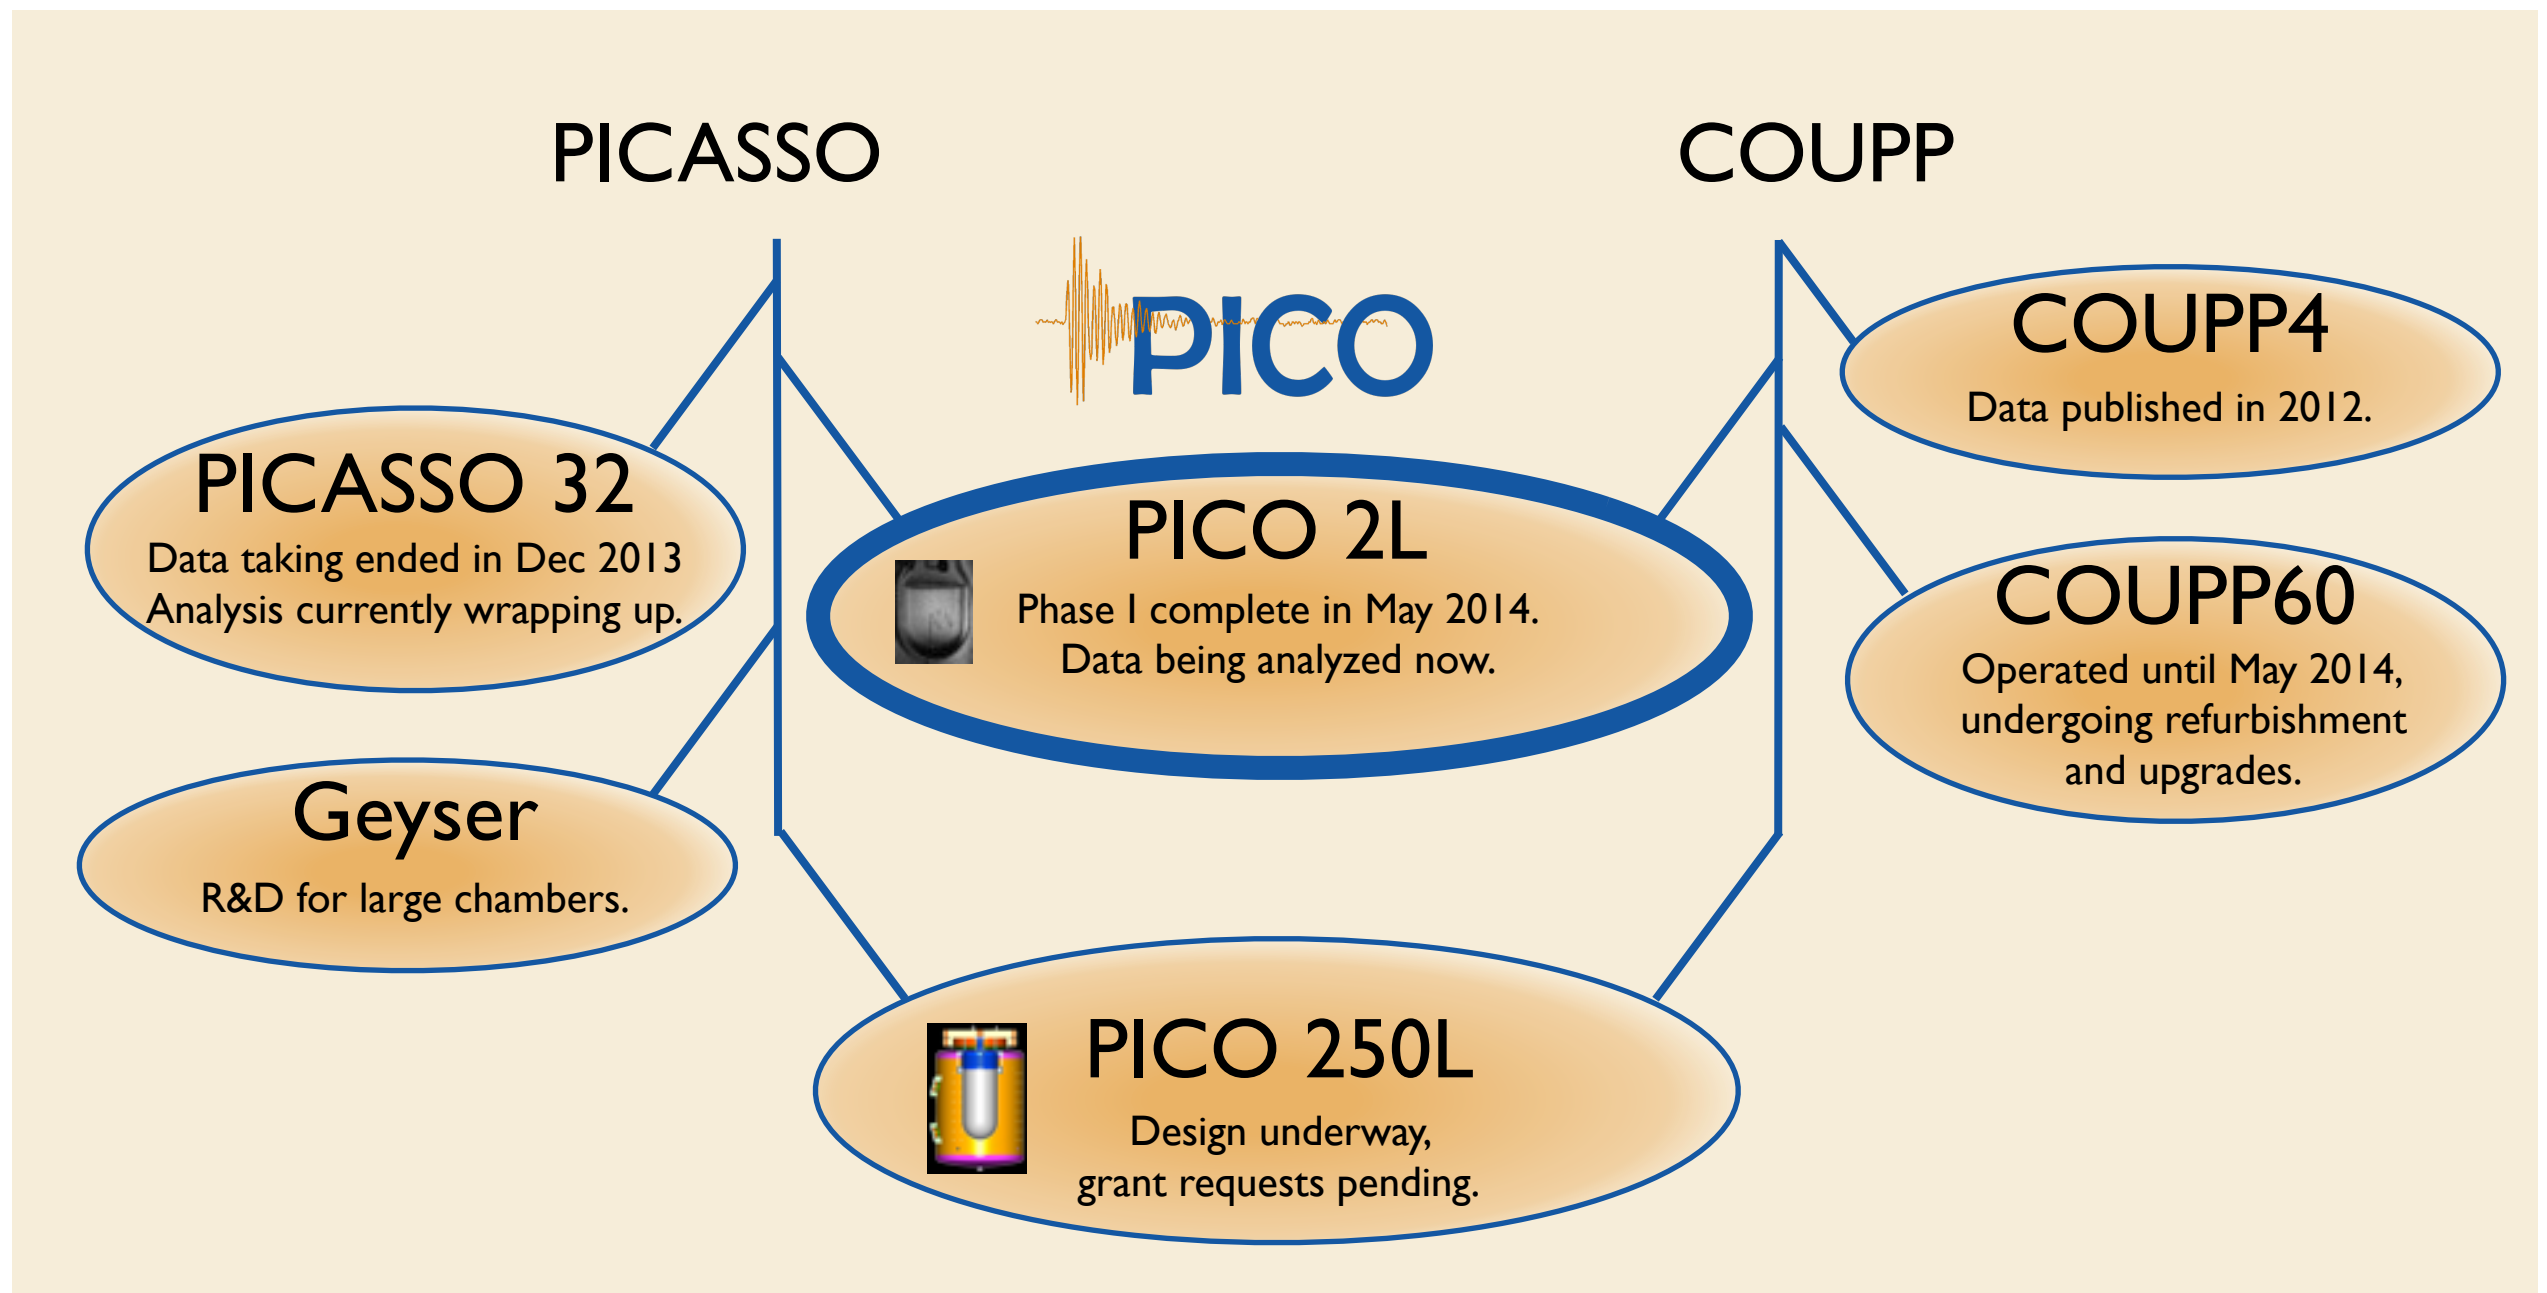 PICASSO
COUPP
PICO
COUPP4
Data published in 2012.
PICASSO 32
Data taking ended in Dec 2013
Analysis currently wrapping up.
PICO 2L
Phase I complete in May 2014.
Data being analyzed now.
COUPP60
Operated until May 2014,
undergoing refurbishment
and upgrades.
Geyser
R&D for large chambers.
PICO 250L
Design underway,
grant requests pending.